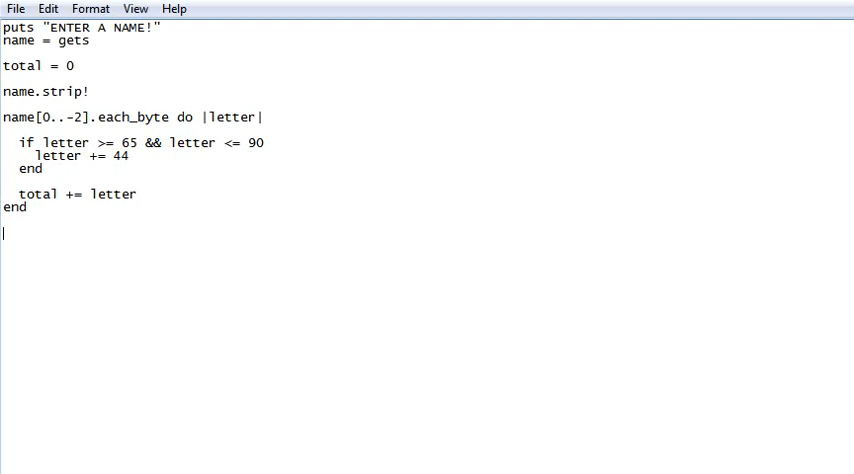 File Edit Format View Help
puts "ENTER A NAME!"
name = gets
total = 0
name.strip!
name[0..-2].each_byte do |letter|
if letter >= 65 && letter <= 90
letter += 44
end
total += letter
end